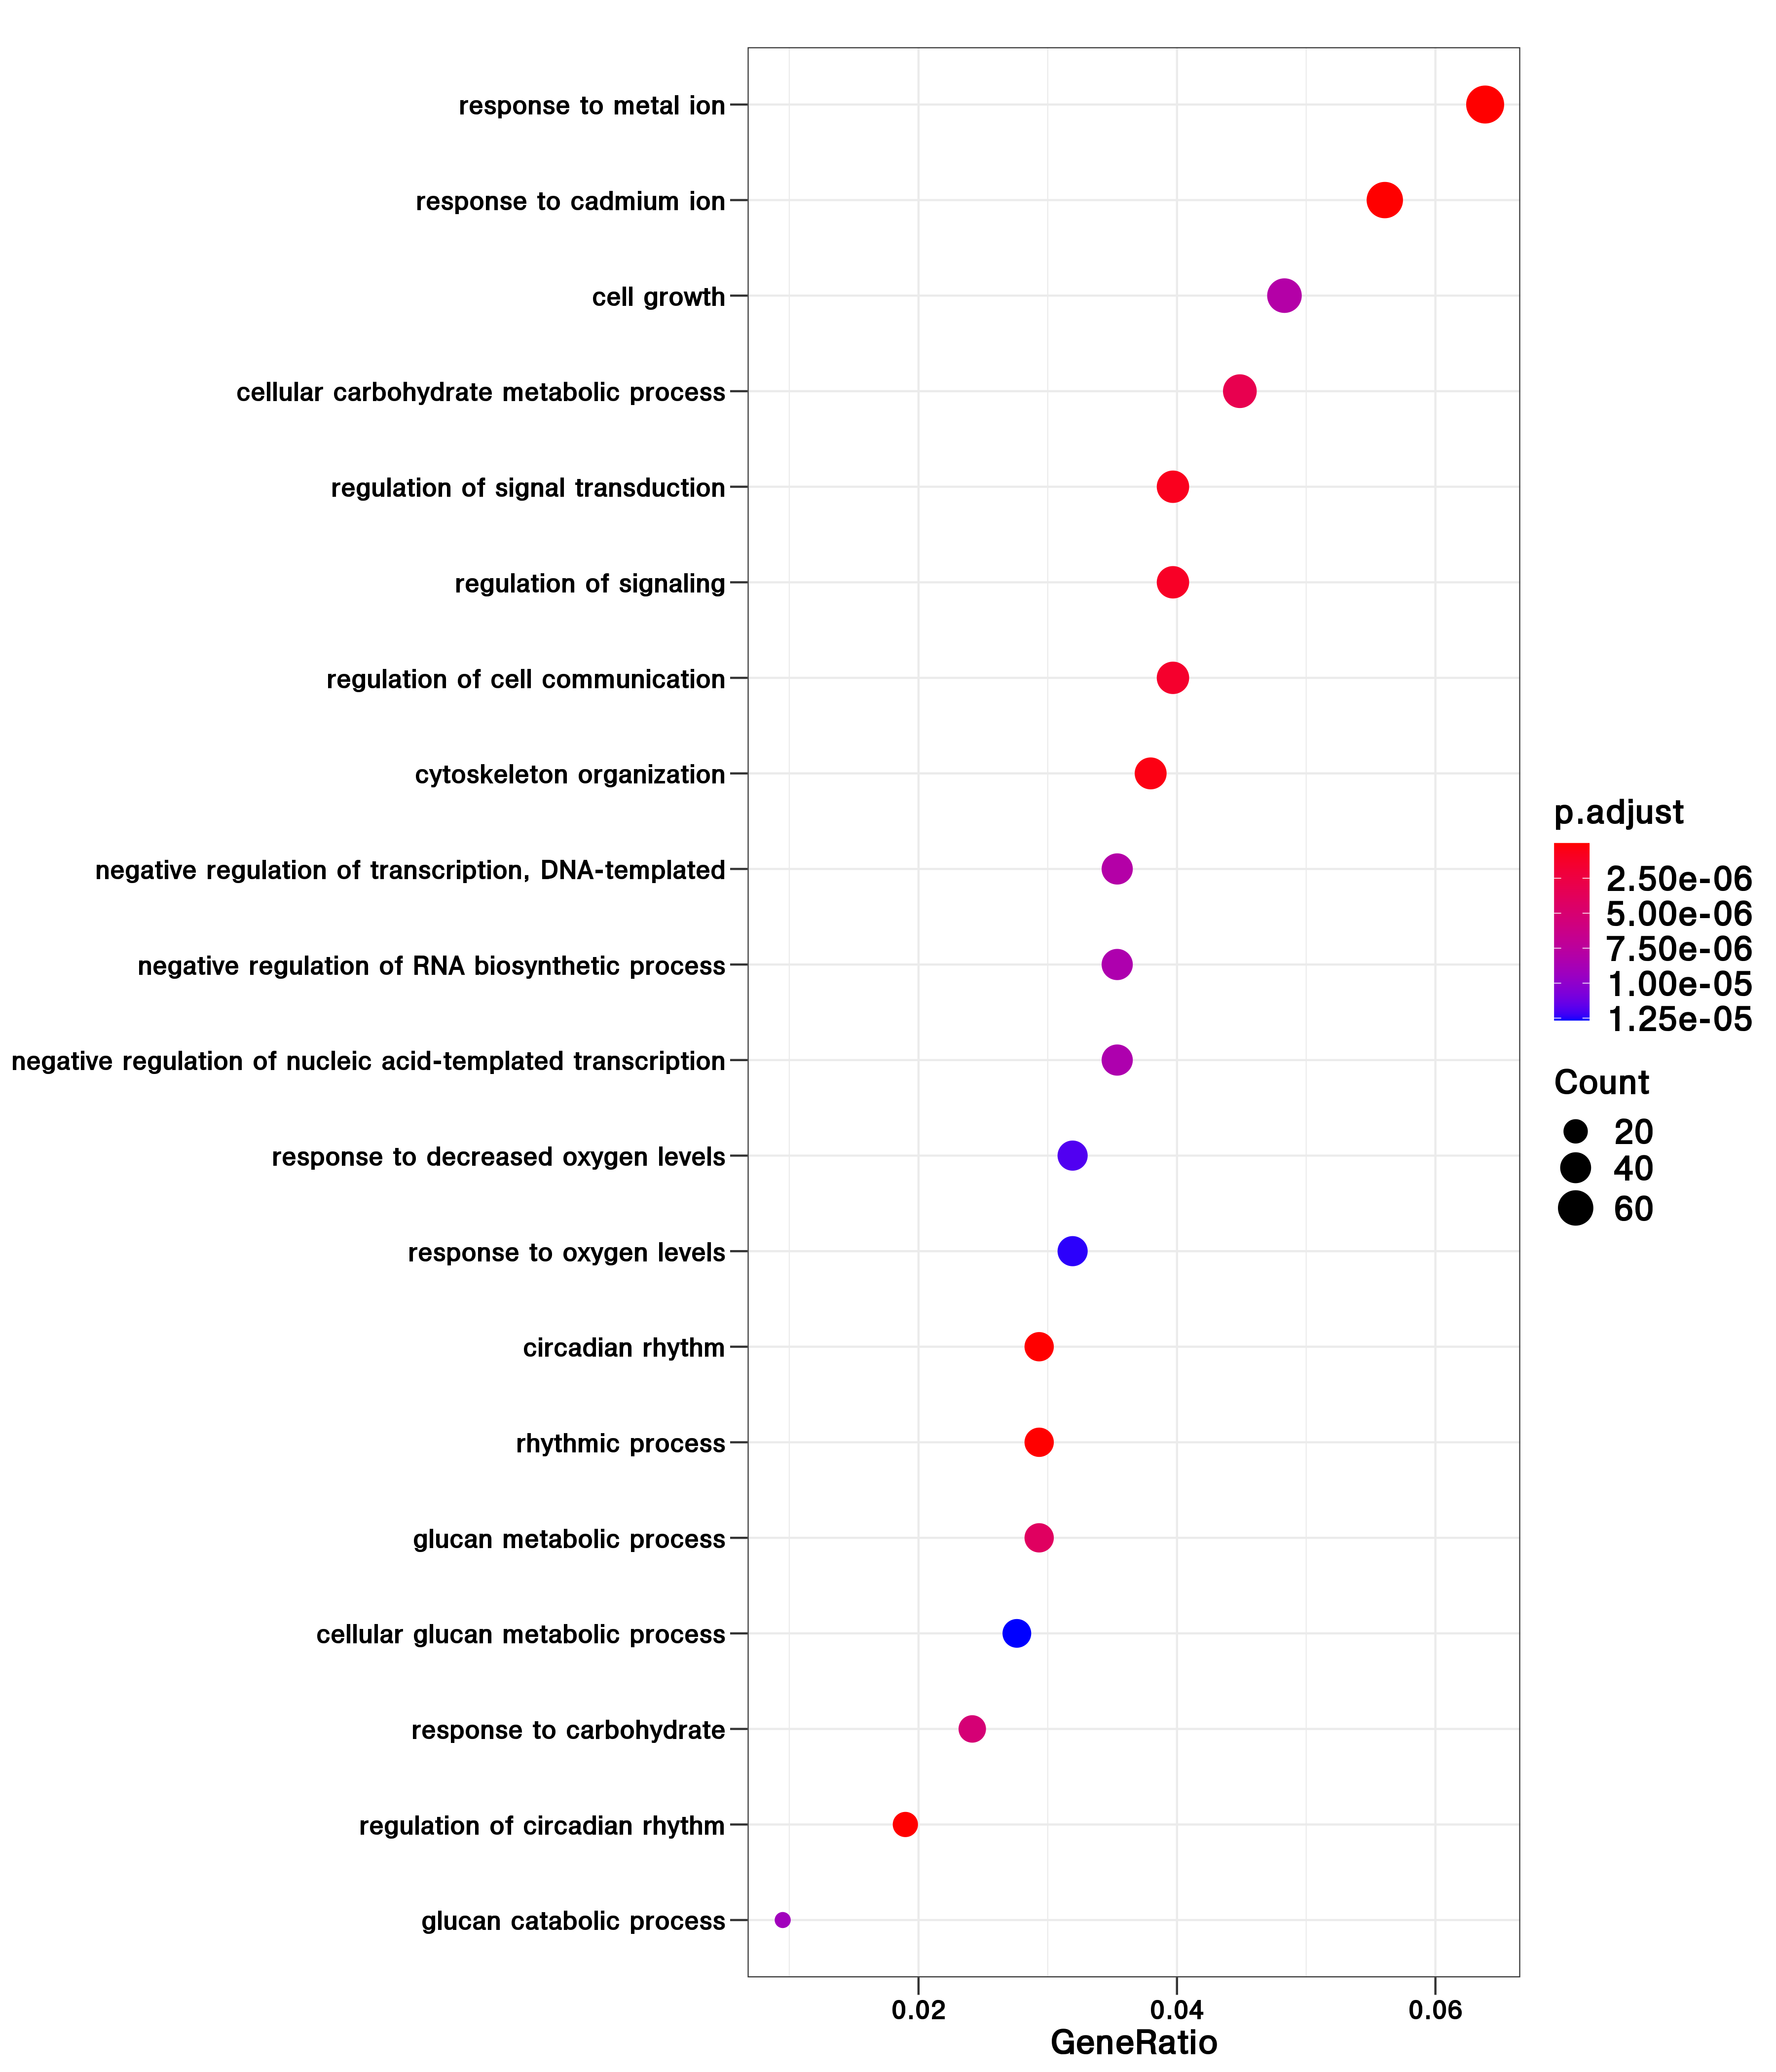 response to metal ion
response to cadmium ion
cell growth
cellular carbohydrate metabolic process
regulation of signal transduction
regulation of signaling
regulation of cell communication
cytoskeleton organization
negative regulation of transcription, DNA-templated
negative regulation of RNA biosynthetic process
negative regulation of nucleic acid-templated transcription
response to decreased oxygen levels
response to oxygen levels
circadian rhythm
rhythmic process
glucan metabolic process
cellular glucan metabolic process
response to carbohydrate
regulation of circadian rhythm
glucan catabolic process
0.02 0.04 0.06
GeneRatio
p.adjust
2.50e-06
5.00e-06
7.50e-06
1.00e-05
1.25e-05
Count
20
40
60